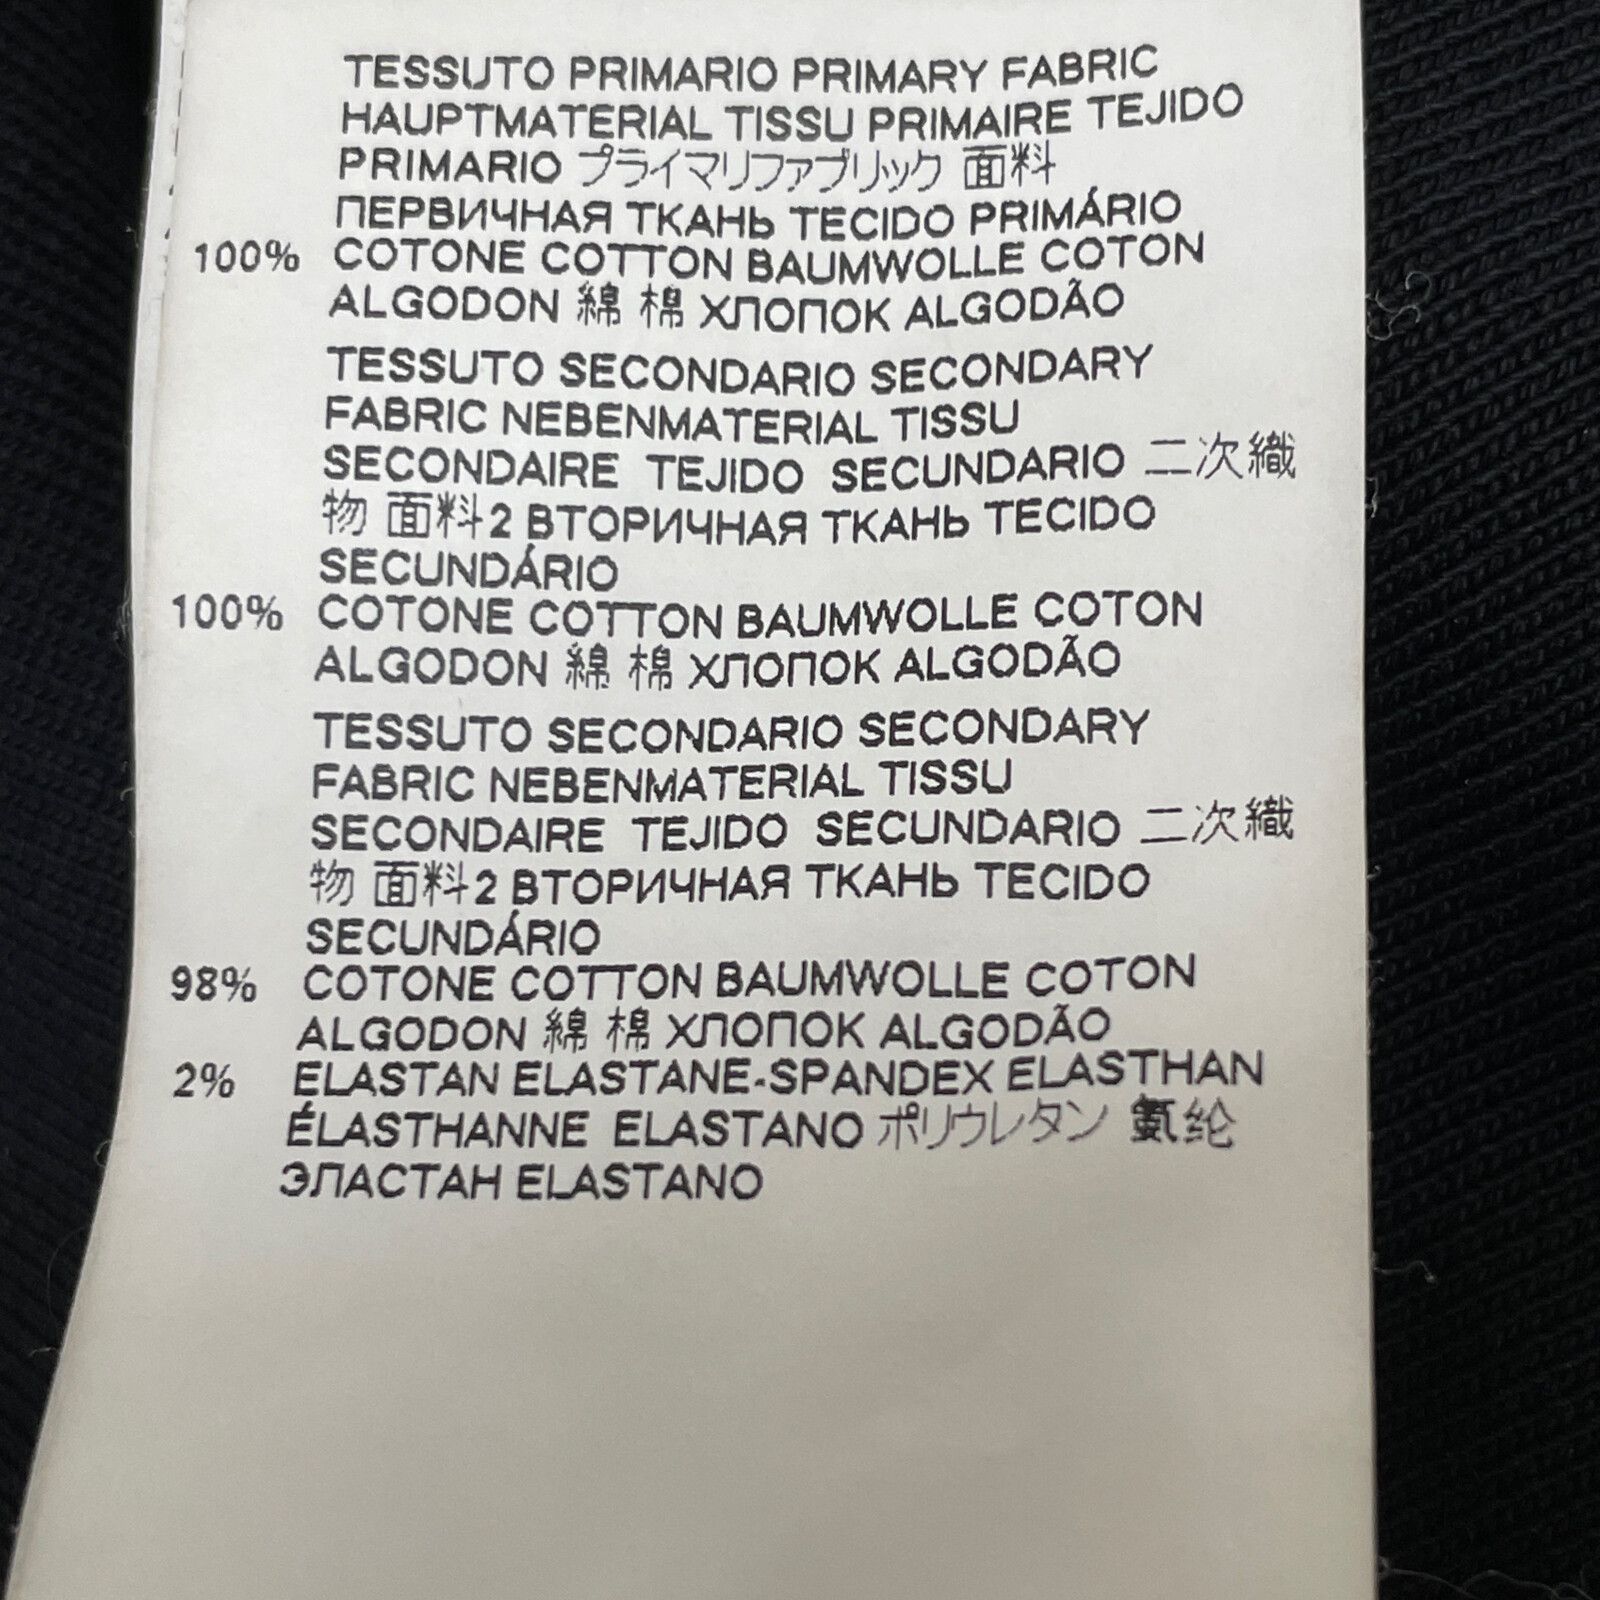 TESSUTO PRIMARIO PRIMARY FABRIC
HAUPTMATERIAL TISSU PRIMAIRE TEJIDO
PRIMARIO プライマリファブリック 面料
ПЕРВИЧНАЯ ТКАНЬ TECIDO PRIMÁRIO
100% COTONE COTTON BAUMWOLLE COTON
ALGODON 綿 棉 ХЛОПОК ALGODÃO
TESSUTO SECONDARIO SECONDARY
FABRIC NEBENMATERIAL TISSU
SECONDAIRE TEJIDO SECUNDARIO 二次織
物 面料2 ВТОРИЧНАЯ ТКАНЬ TECIDO
SECUNDÁRIO
100% COTONE COTTON BAUMWOLLE COTON
ALGODON 綿 棉 ХЛОПОК ALGODÃO
TESSUTO SECONDARIO SECONDARY
FABRIC NEBENMATERIAL TISSU
SECONDAIRE TEJIDO SECUNDARIO 二次織
物 面料2 ВТОРИЧНАЯ ТКАНЬ TECIDO
SECUNDÁRIO
98% COTONE COTTON BAUMWOLLE COTON
ALGODON 綿 棉 ХЛОПОК ALGODÃO
2% ELASTAN ELASTANE-SPANDEX ELASTHAN
ÉLASTHANNE ELASTANO ポリウレタン 氨纶
ЭЛАСТАН ELASTANO